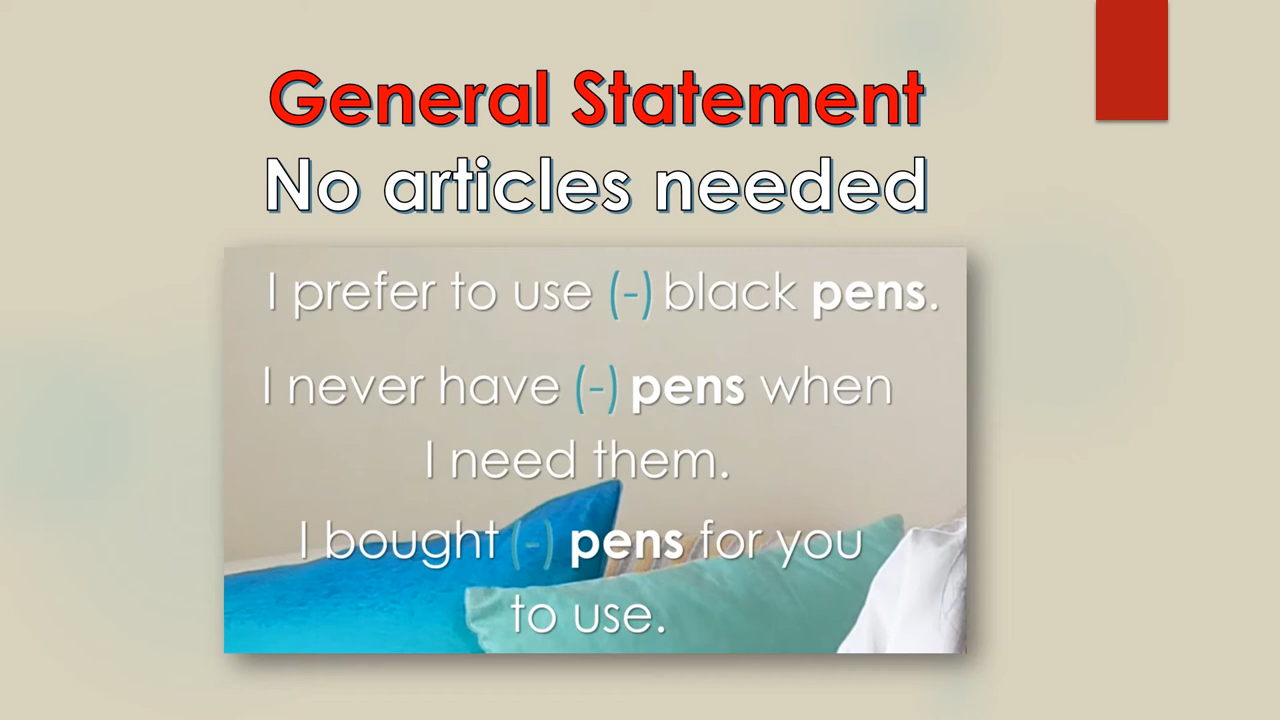 General Statement
No articles needed
I prefer to use (-) black pens.
I never have (-) pens when
I need them.
I bought (-) pens for you
to use.